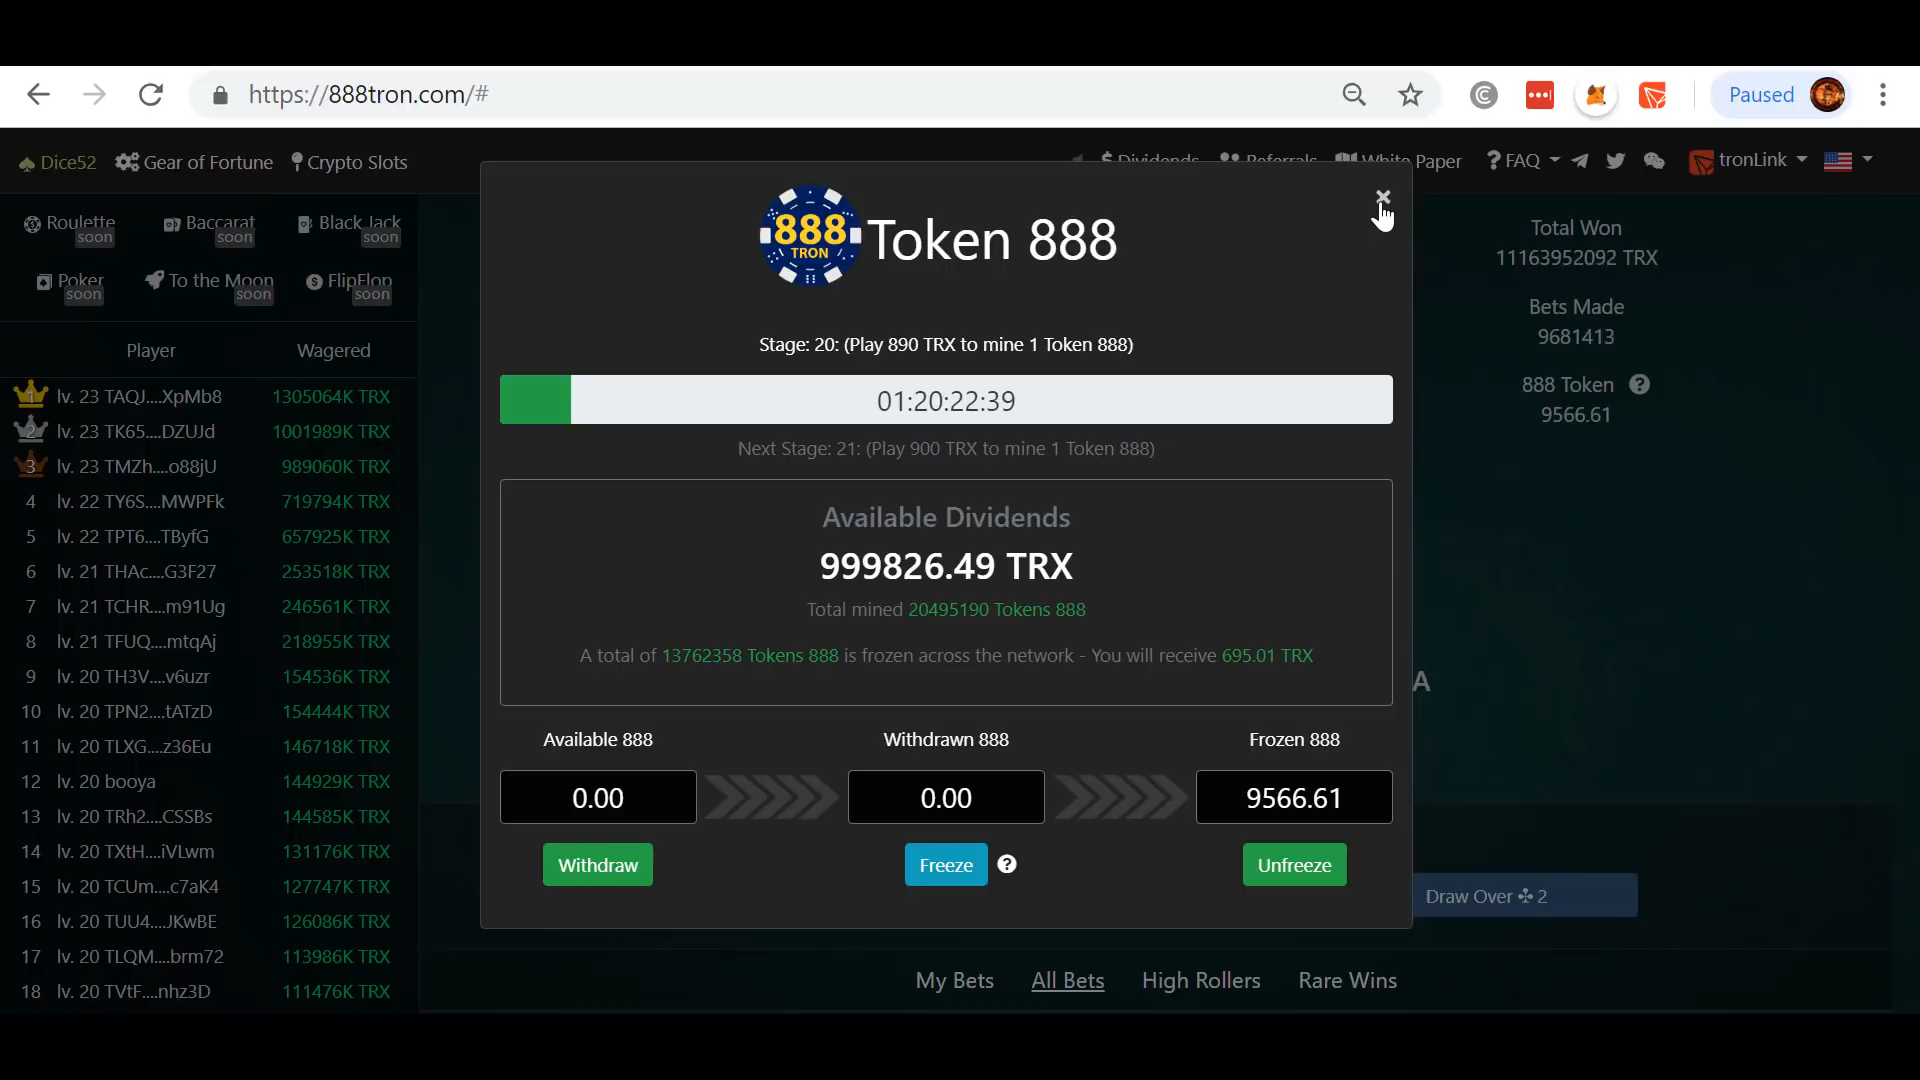 https://888tron.com/#
Paused
Dice52 Gear of Fortune Crypto Slots
Dividends Referrals White Paper ? FAQ tronLink
Roulette soon Baccarat soon Black Jack soon
Poker soon To the Moon soon FlipFlop soon
Player Wagered
1 lv. 23 TAQJ....XpMb8 1305064K TRX
2 lv. 23 TK65....DZUJd 1001989K TRX
3 lv. 23 TMZh....o88jU 989060K TRX
4 lv. 22 TY6S....MWPFk 719794K TRX
5 lv. 22 TPT6....TByfG 657925K TRX
6 lv. 21 THAc....G3F27 253518K TRX
7 lv. 21 TCHR....m91Ug 246561K TRX
8 lv. 21 TFUQ....mtqAj 218955K TRX
9 lv. 20 TH3V....v6uzr 154536K TRX
10 lv. 20 TPN2....tATzD 154444K TRX
11 lv. 20 TLXG....z36Eu 146718K TRX
12 lv. 20 booya 144929K TRX
13 lv. 20 TRh2....CSSBs 144585K TRX
14 lv. 20 TXtH....iVLwm 131176K TRX
15 lv. 20 TCUm....c7aK4 127747K TRX
16 lv. 20 TUU4....JKwBE 126086K TRX
17 lv. 20 TLQM....brm72 113986K TRX
18 lv. 20 TVtF....nhz3D 111476K TRX
888
TRON
Token 888
Stage: 20: (Play 890 TRX to mine 1 Token 888)
01:20:22:39
Next Stage: 21: (Play 900 TRX to mine 1 Token 888)
Available Dividends
999826.49 TRX
Total mined 20495190 Tokens 888
A total of 13762358 Tokens 888 is frozen across the network - You will receive 695.01 TRX
Available 888 Withdrawn 888 Frozen 888
0.00 0.00 9566.61
Withdraw Freeze ? Unfreeze
Total Won
11163952092 TRX
Bets Made
9681413
888 Token ?
9566.61
A
Draw Over 2
My Bets All Bets High Rollers Rare Wins